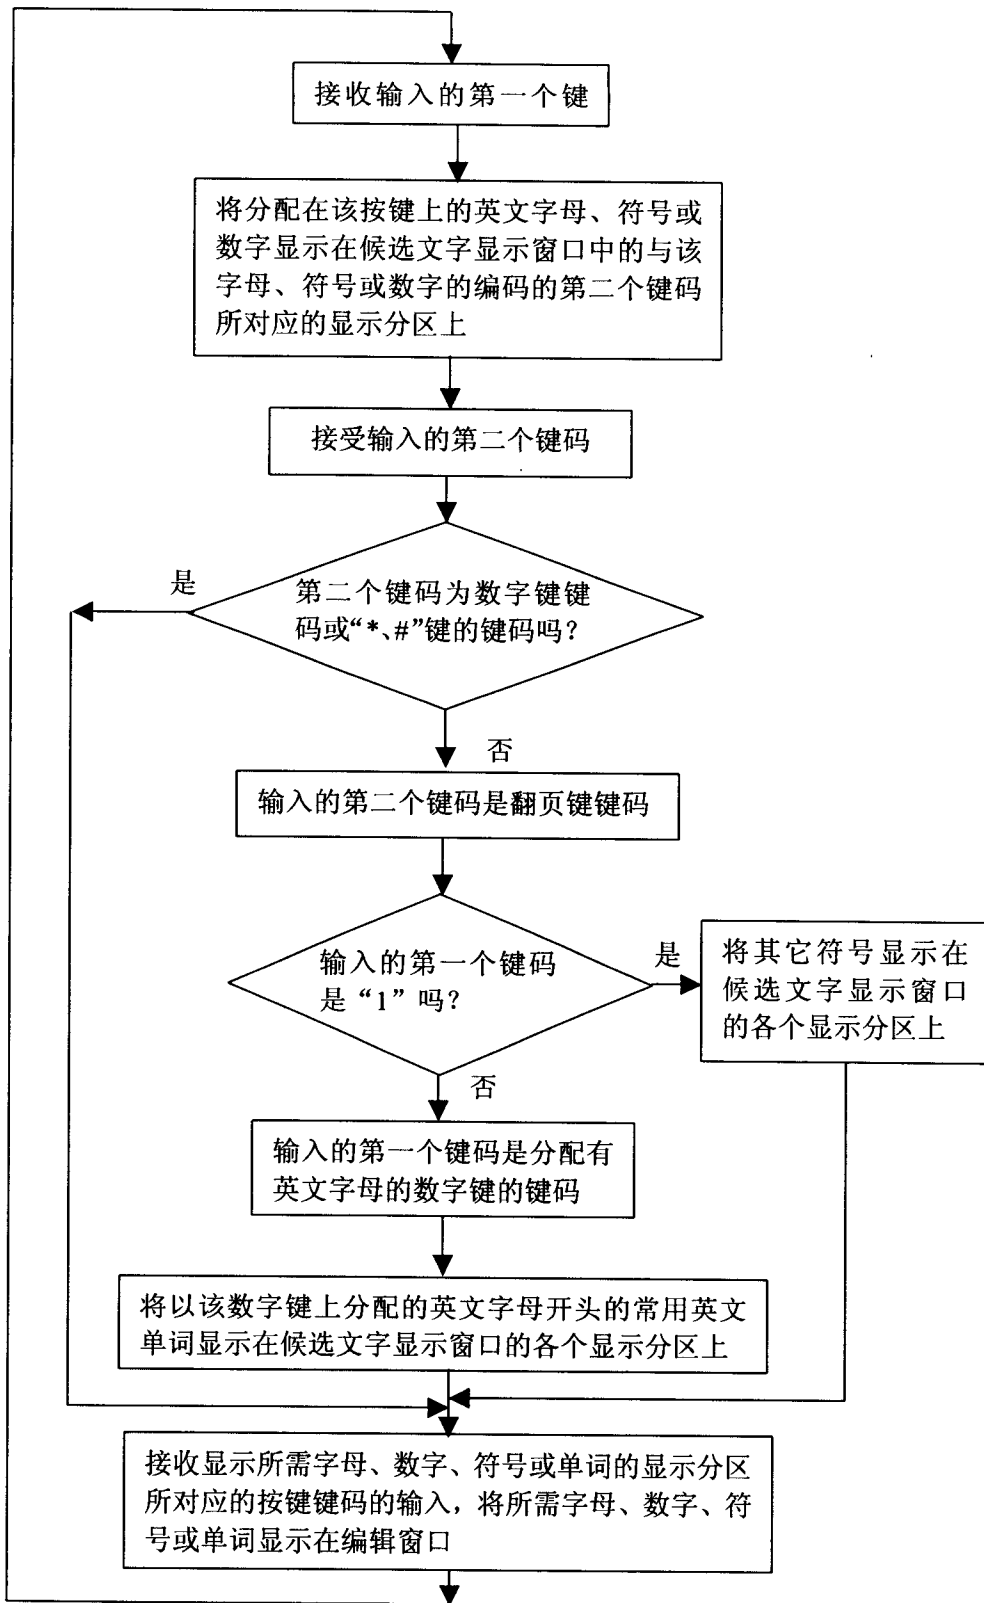 接收输入的第一个键
将分配在该按键上的英文字母、符号或
数字显示在候选文字显示窗口中的与该
字母、符号或数字的编码的第二个键码
所对应的显示分区上
接受输入的第二个键码
是
第二个键码为数字键键
码或“*、#”键的键码吗?
否
输入的第二个键码是翻页键键码
输入的第一个键码
是“1”吗?
是
将其它符号显示在
候选文字显示窗口
的各个显示分区上
否
输入的第一个键码是分配有
英文字母的数字键的键码
将以该数字键上分配的英文字母开头的常用英文
单词显示在候选文字显示窗口的各个显示分区上
接收显示所需字母、数字、符号或单词的显示分区
所对应的按键键码的输入，将所需字母、数字、符
号或单词显示在编辑窗口